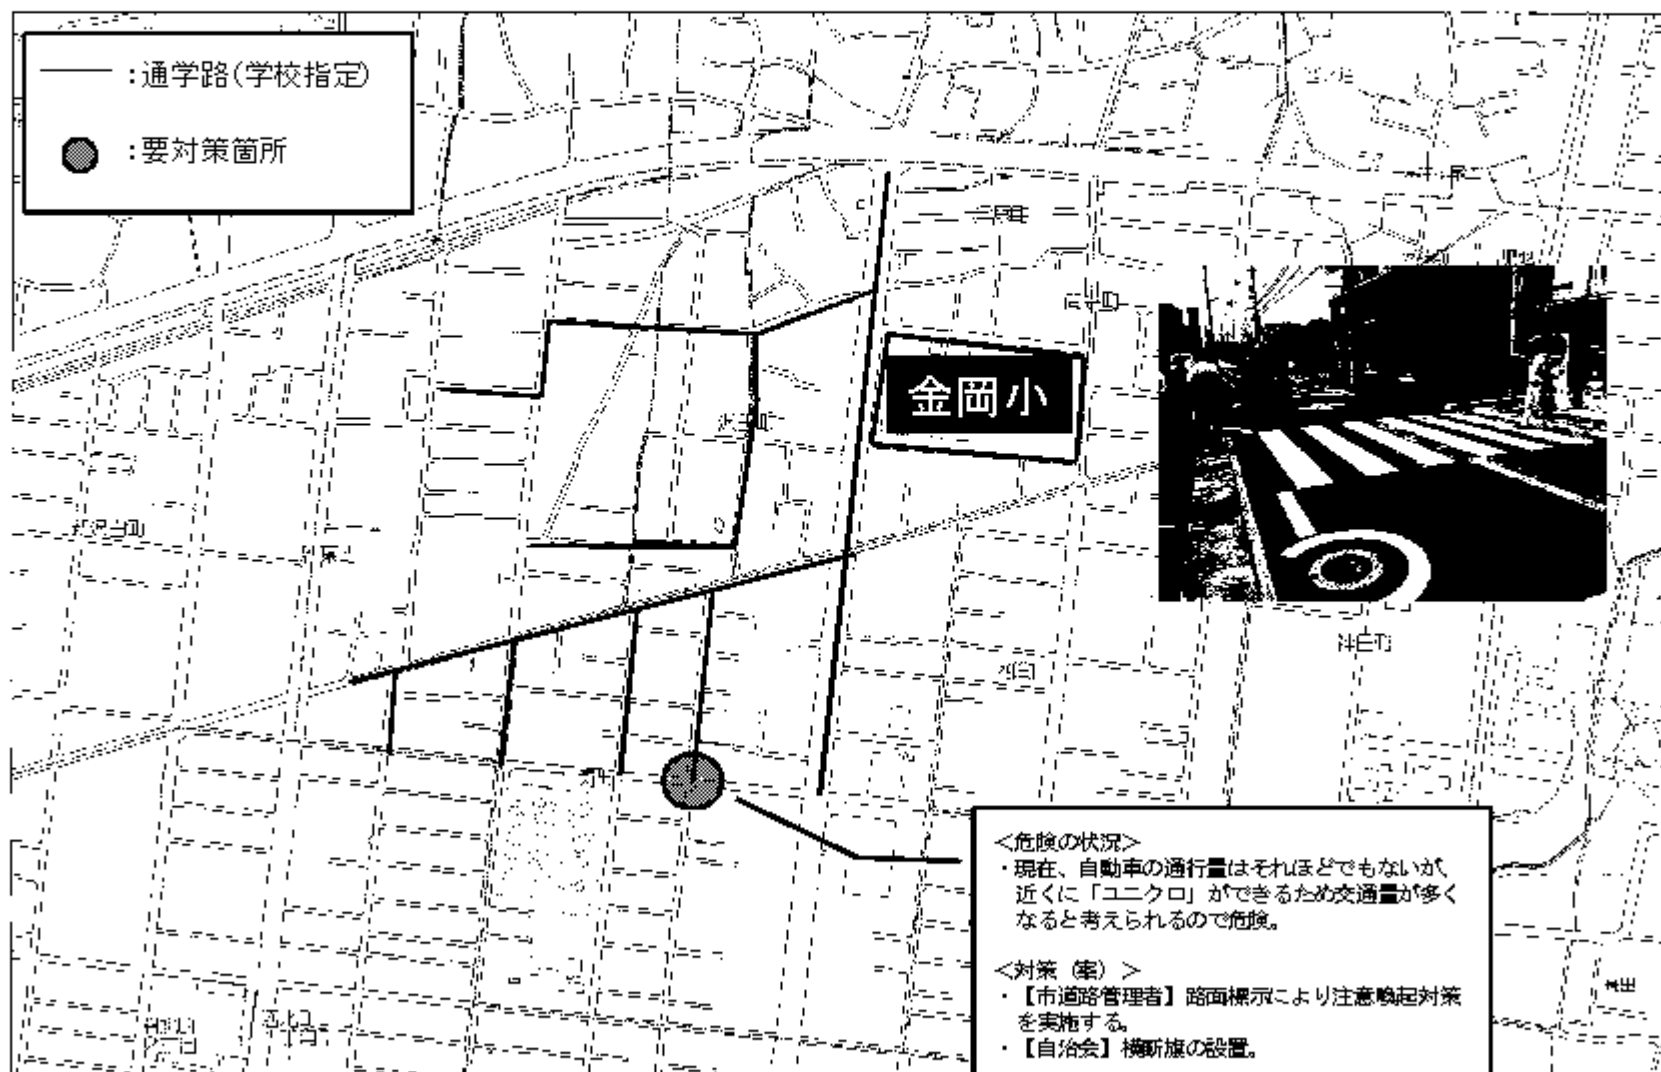 :通学路(学校指定)
:要対策箇所
金岡小
＜危険の状況＞
・現在、自動車の通行量はそれほどでもないが、
近くに「ユニクロ」ができるため交通量が多く
なると考えられるので危険。
＜対策（案）＞
・【市道路管理者】路面標示により注意喚起対策
を実施する。
・【自治会】横断旗の設置。